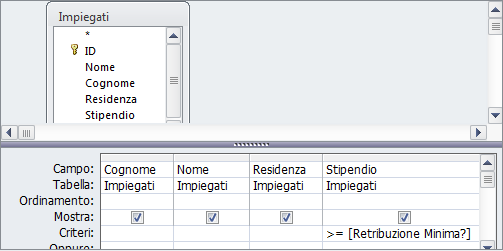 Impiegati
*
ID
Nome
Cognome
Residenza
Stipendio
Campo: Cognome Nome Residenza Stipendio
Tabella: Impiegati Impiegati Impiegati Impiegati
Ordinamento:
Mostra:
Criteri: >= [Retribuzione Minima?]
Oppure: